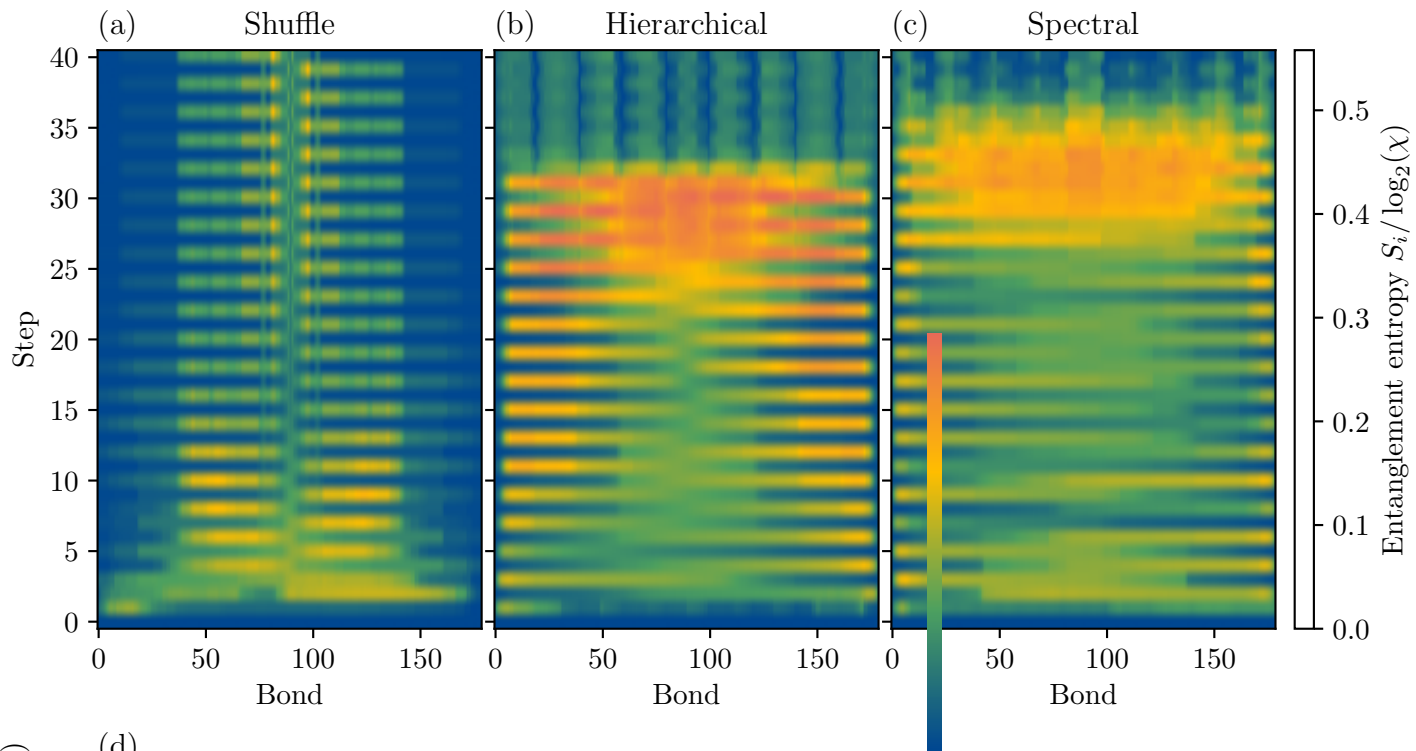 (a) Shuffle
(b) Hierarchical
(c) Spectral
40
35
30
25
20
15
10
5
0
Step
0 50 100 150
Bond
0 50 100 150
Bond
0 50 100 150
Bond
0.5
0.4
0.3
0.2
0.1
0.0
Entanglement entropy S_i/log_2(χ)
(d)